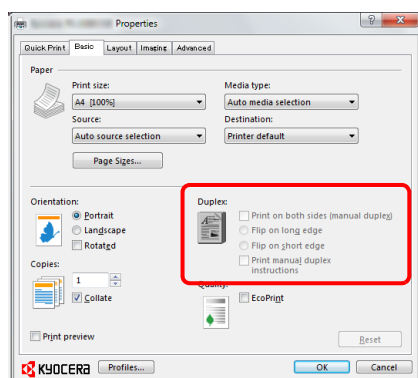 Properties
Quick Print Basic Layout Imaging Advanced
Paper
Print size: Media type:
A4 [100%] Auto media selection
Source: Destination:
Auto source selection Printer default
Page Sizes...
Orientation: Duplex:
Portrait Print on both sides (manual duplex)
Landscape Flip on long edge
Rotated Flip on short edge
Copies: Print manual duplex
instructions
1 Quality:
Collate EcoPrint
Print preview Reset
KYOCERA Profiles... OK Cancel